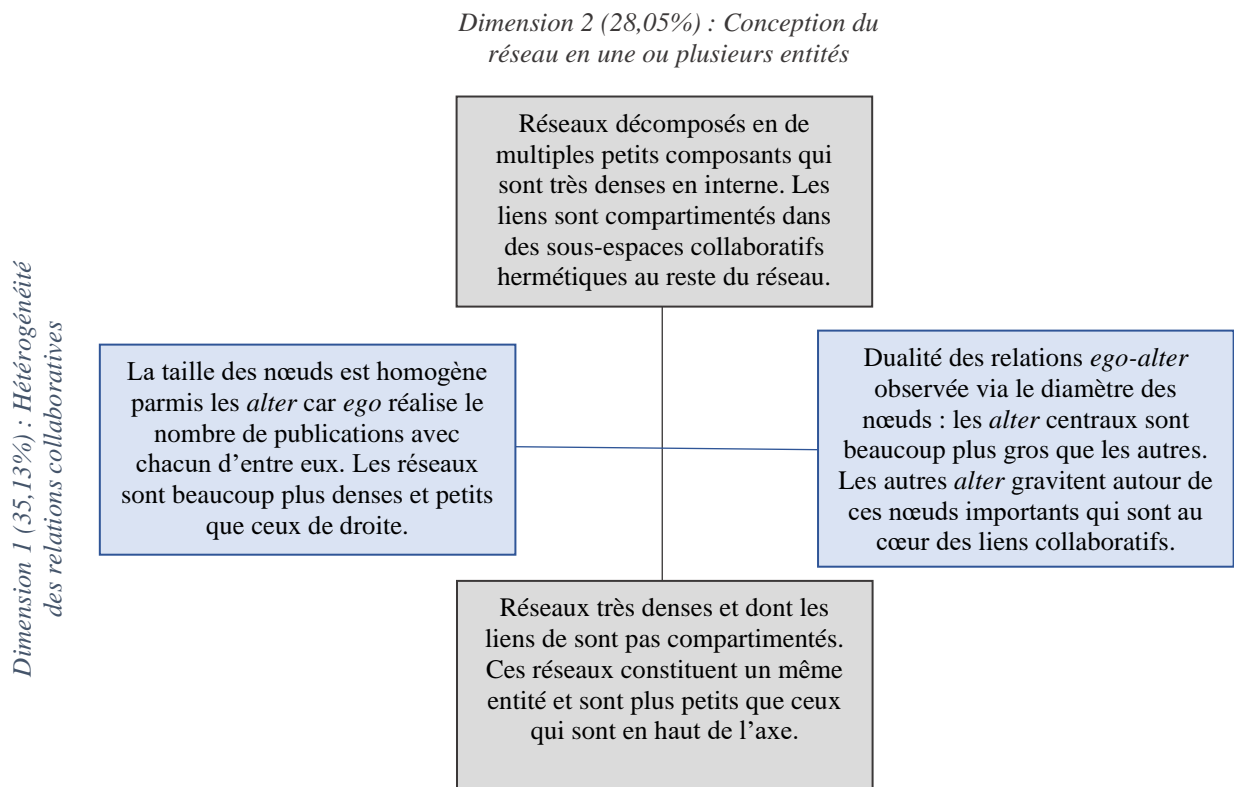 Dimension 2 (28,05%) : Conception du
réseau en une ou plusieurs entités
Réseaux décomposés en de
multiples petits composants qui
sont très denses en interne. Les
liens sont compartimentés dans
des sous-espaces collaboratifs
hermétiques au reste du réseau.
Dimension 1 (35,13%) : Hétérogénéité
des relations collaboratives
La taille des nœuds est homogène
parmis les alter car ego réalise le
nombre de publications avec
chacun d’entre eux. Les réseaux
sont beaucoup plus denses et petits
que ceux de droite.
Dualité des relations ego-alter
observée via le diamètre des
nœuds : les alter centraux sont
beaucoup plus gros que les autres.
Les autres alter gravitent autour de
ces nœuds importants qui sont au
cœur des liens collaboratifs.
Réseaux très denses et dont les
liens de sont pas compartimentés.
Ces réseaux constituent un même
entité et sont plus petits que ceux
qui sont en haut de l’axe.